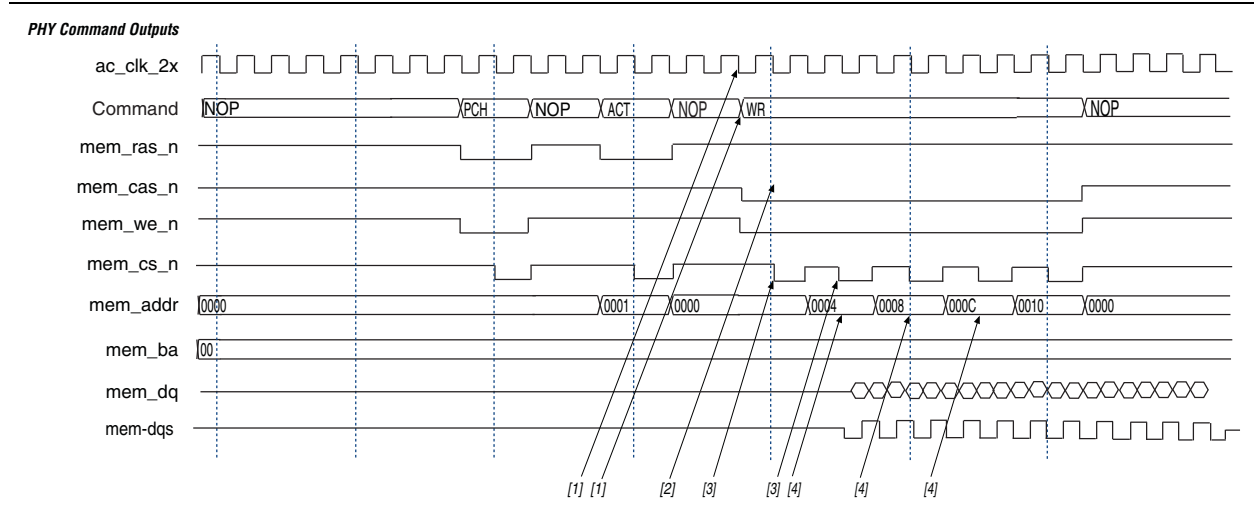 PHY Command Outputs
ac_clk_2x
Command NOP PCH NOP ACT NOP WR NOP
mem_ras_n
mem_cas_n
mem_we_n
mem_cs_n
mem_addr 0000 0001 0000 0004 0008 000C 0010 0000
mem_ba 00
mem_dq
mem-dqs
[1] [1] [2] [3] [3] [4] [4] [4]